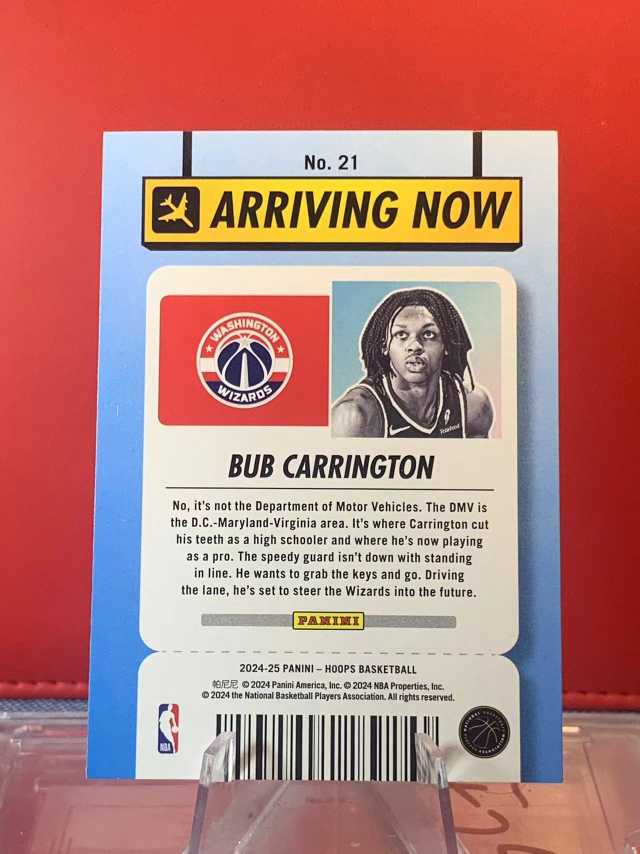 No. 21
ARRIVING NOW
WASHINGTON
WIZARDS
BUB CARRINGTON
No, it's not the Department of Motor Vehicles. The DMV is
the D.C.-Maryland-Virginia area. It's where Carrington cut
his teeth as a high schooler and where he's now playing
as a pro. The speedy guard isn't down with standing
in line. He wants to grab the keys and go. Driving
the lane, he's set to steer the Wizards into the future.
PANINI
2024-25 PANINI – HOOPS BASKETBALL
帕尼尼 © 2024 Panini America, Inc. © 2024 NBA Properties, Inc.
© 2024 the National Basketball Players Association. All rights reserved.
NBA